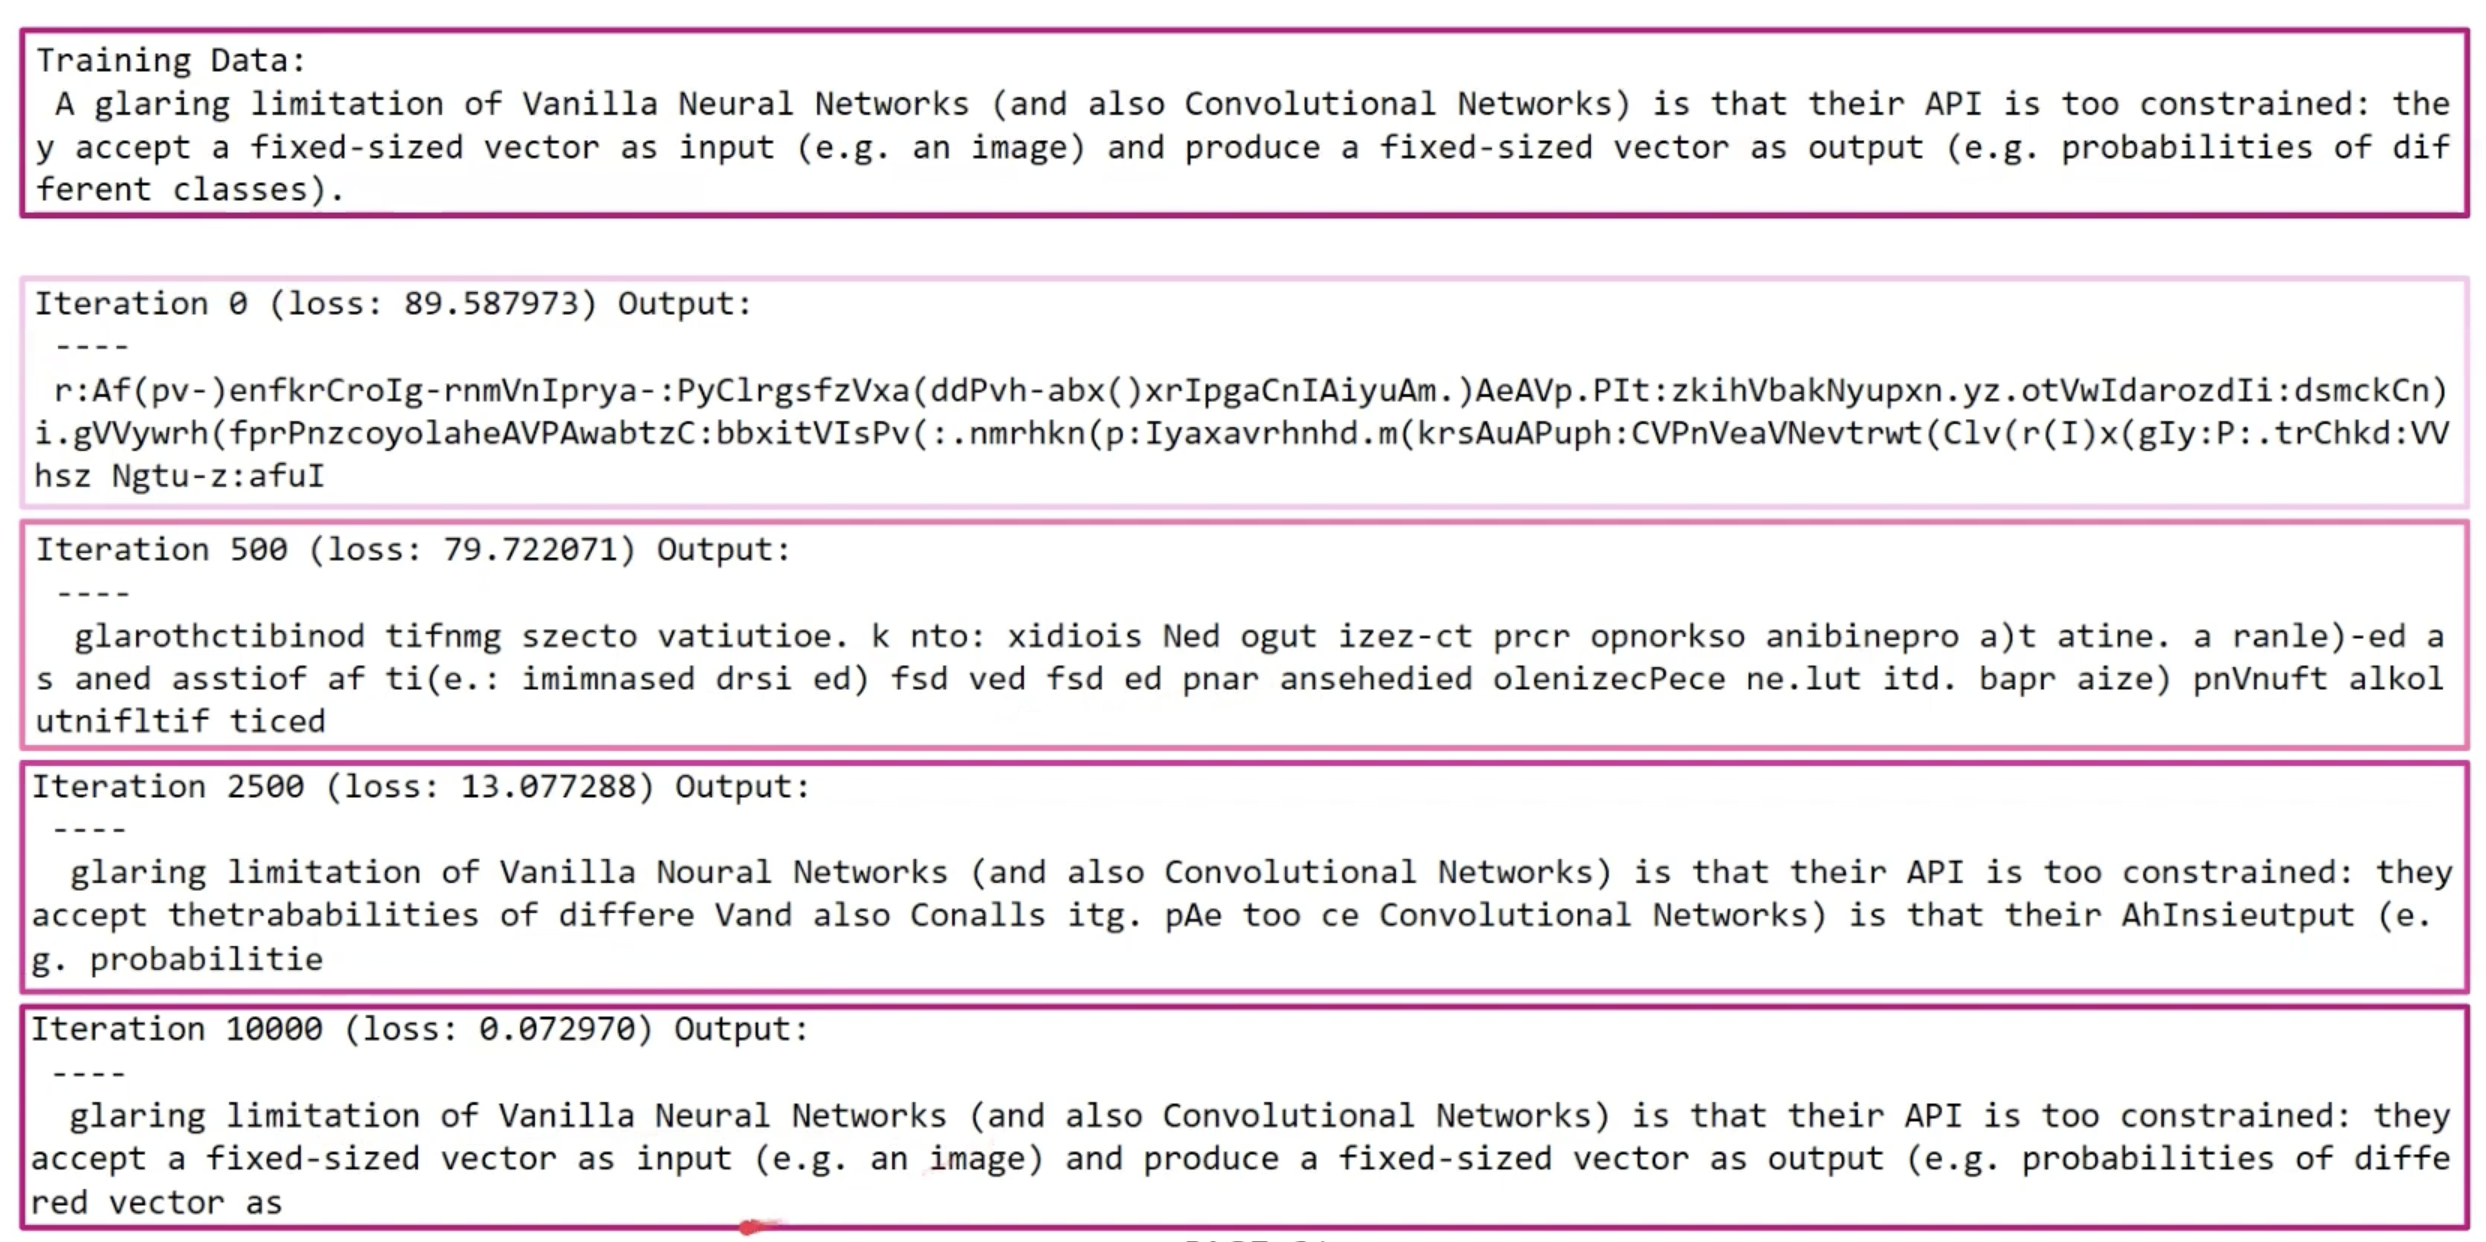 Training Data:
A glaring limitation of Vanilla Neural Networks (and also Convolutional Networks) is that their API is too constrained: the
y accept a fixed-sized vector as input (e.g. an image) and produce a fixed-sized vector as output (e.g. probabilities of dif
ferent classes).
Iteration 0 (loss: 89.587973) Output:
----
r:Af(pv-)enfkrCroIg-rnmVnIprya-:PyClrgsfzVxa(ddPvh-abx()xrIpgaCnIAiyuAm.)AeAVp.PIt:zkihVbakNyupxn.yz.otVwIdarozdIi:dsmckCn)
i.gVVywrh(fprPnzcoyolaheAVPAwabtzC:bbxitVIsPv(:.nmrhkn(p:Iyaxavrhnhd.m(krsAuAPuph:CVPnVeaVNevtrwt(Clv(r(I)x(gIy:P:.trChkd:VV
hsz Ngtu-z:afuI
Iteration 500 (loss: 79.722071) Output:
----
glarothctibinod tifnmg szecto vatiutioe. k nto: xidiois Ned ogut izez-ct prcr opnorkso anibinepro a)t atine. a ranle)-ed a
s aned asstiof af ti(e.: imimnased drsi ed) fsd ved fsd ed pnar ansehedied olenizecPece ne.lut itd. bapr aize) pnVnuft alkol
utnifltif ticed
Iteration 2500 (loss: 13.077288) Output:
----
glaring limitation of Vanilla Noural Networks (and also Convolutional Networks) is that their API is too constrained: they
accept thetrababilities of differe Vand also Conalls itg. pAe too ce Convolutional Networks) is that their AhInsieutput (e.
g. probabilitie
Iteration 10000 (loss: 0.072970) Output:
----
glaring limitation of Vanilla Neural Networks (and also Convolutional Networks) is that their API is too constrained: they
accept a fixed-sized vector as input (e.g. an image) and produce a fixed-sized vector as output (e.g. probabilities of diffe
red vector as